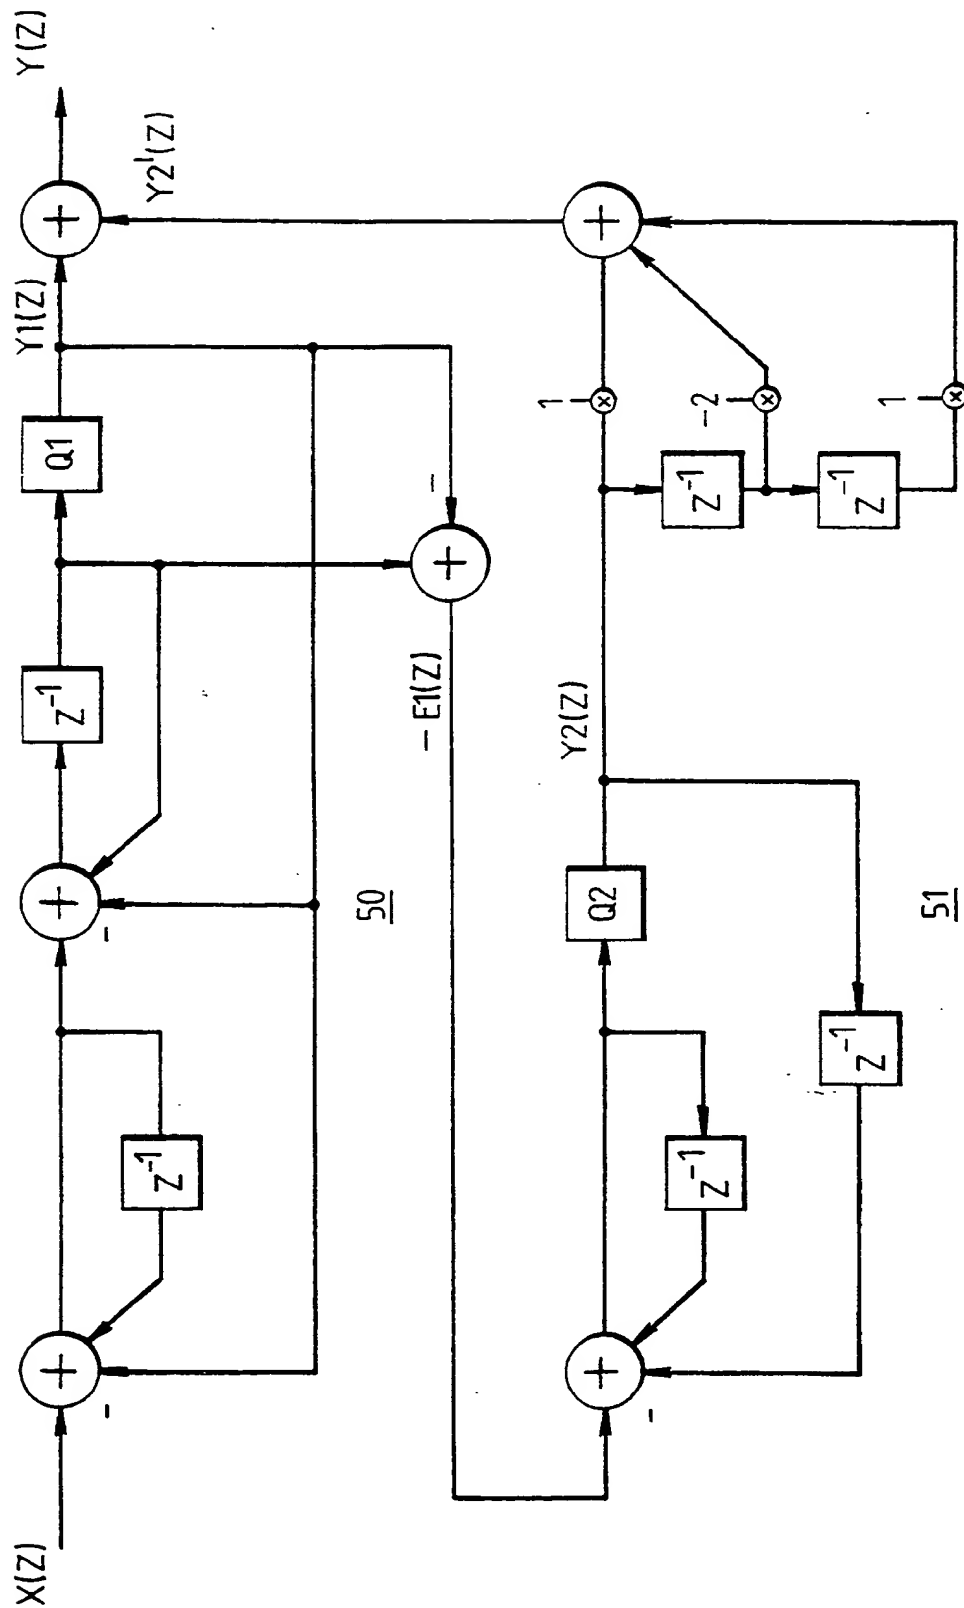 X(Z)
+
-
Z⁻¹
+
-
Z⁻¹
Q1
Y1(Z)
+
Y(Z)
Y2'(Z)
50
-E1(Z)
+
-
+
-
Z⁻¹
Q2
Y2(Z)
Z⁻¹
51
1
x
+
Z⁻¹
-2
x
Z⁻¹
1
x